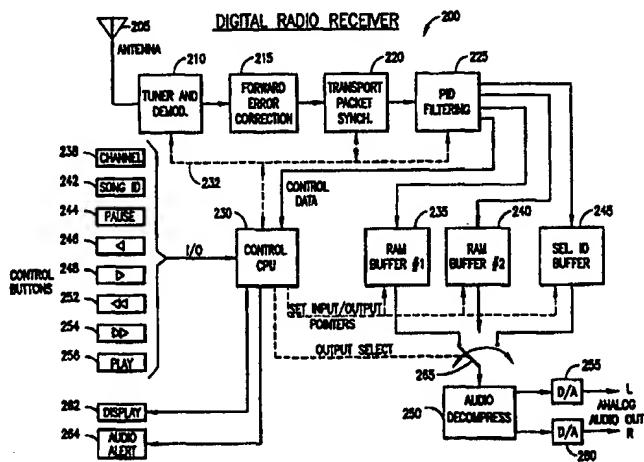 DIGITAL RADIO RECEIVER
200
205
ANTENNA
210
TUNER AND
DEMOD.
215
FORWARD
ERROR
CORRECTION
220
TRANSPORT
PACKET
SYNCH.
225
PID
FILTERING
232
238
CHANNEL
242
SONG ID
244
PAUSE
246
248
252
254
256
PLAY
CONTROL
BUTTONS
I/O
230
CONTROL
CPU
CONTROL
DATA
235
RAM
BUFFER #1
240
RAM
BUFFER #2
245
SEL. ID
BUFFER
SET INPUT/OUTPUT
POINTERS
OUTPUT SELECT
265
250
AUDIO
DECOMPRESS
255
D/A
L
ANALOG
AUDIO OUT
R
D/A
260
262
DISPLAY
264
AUDIO
ALERT